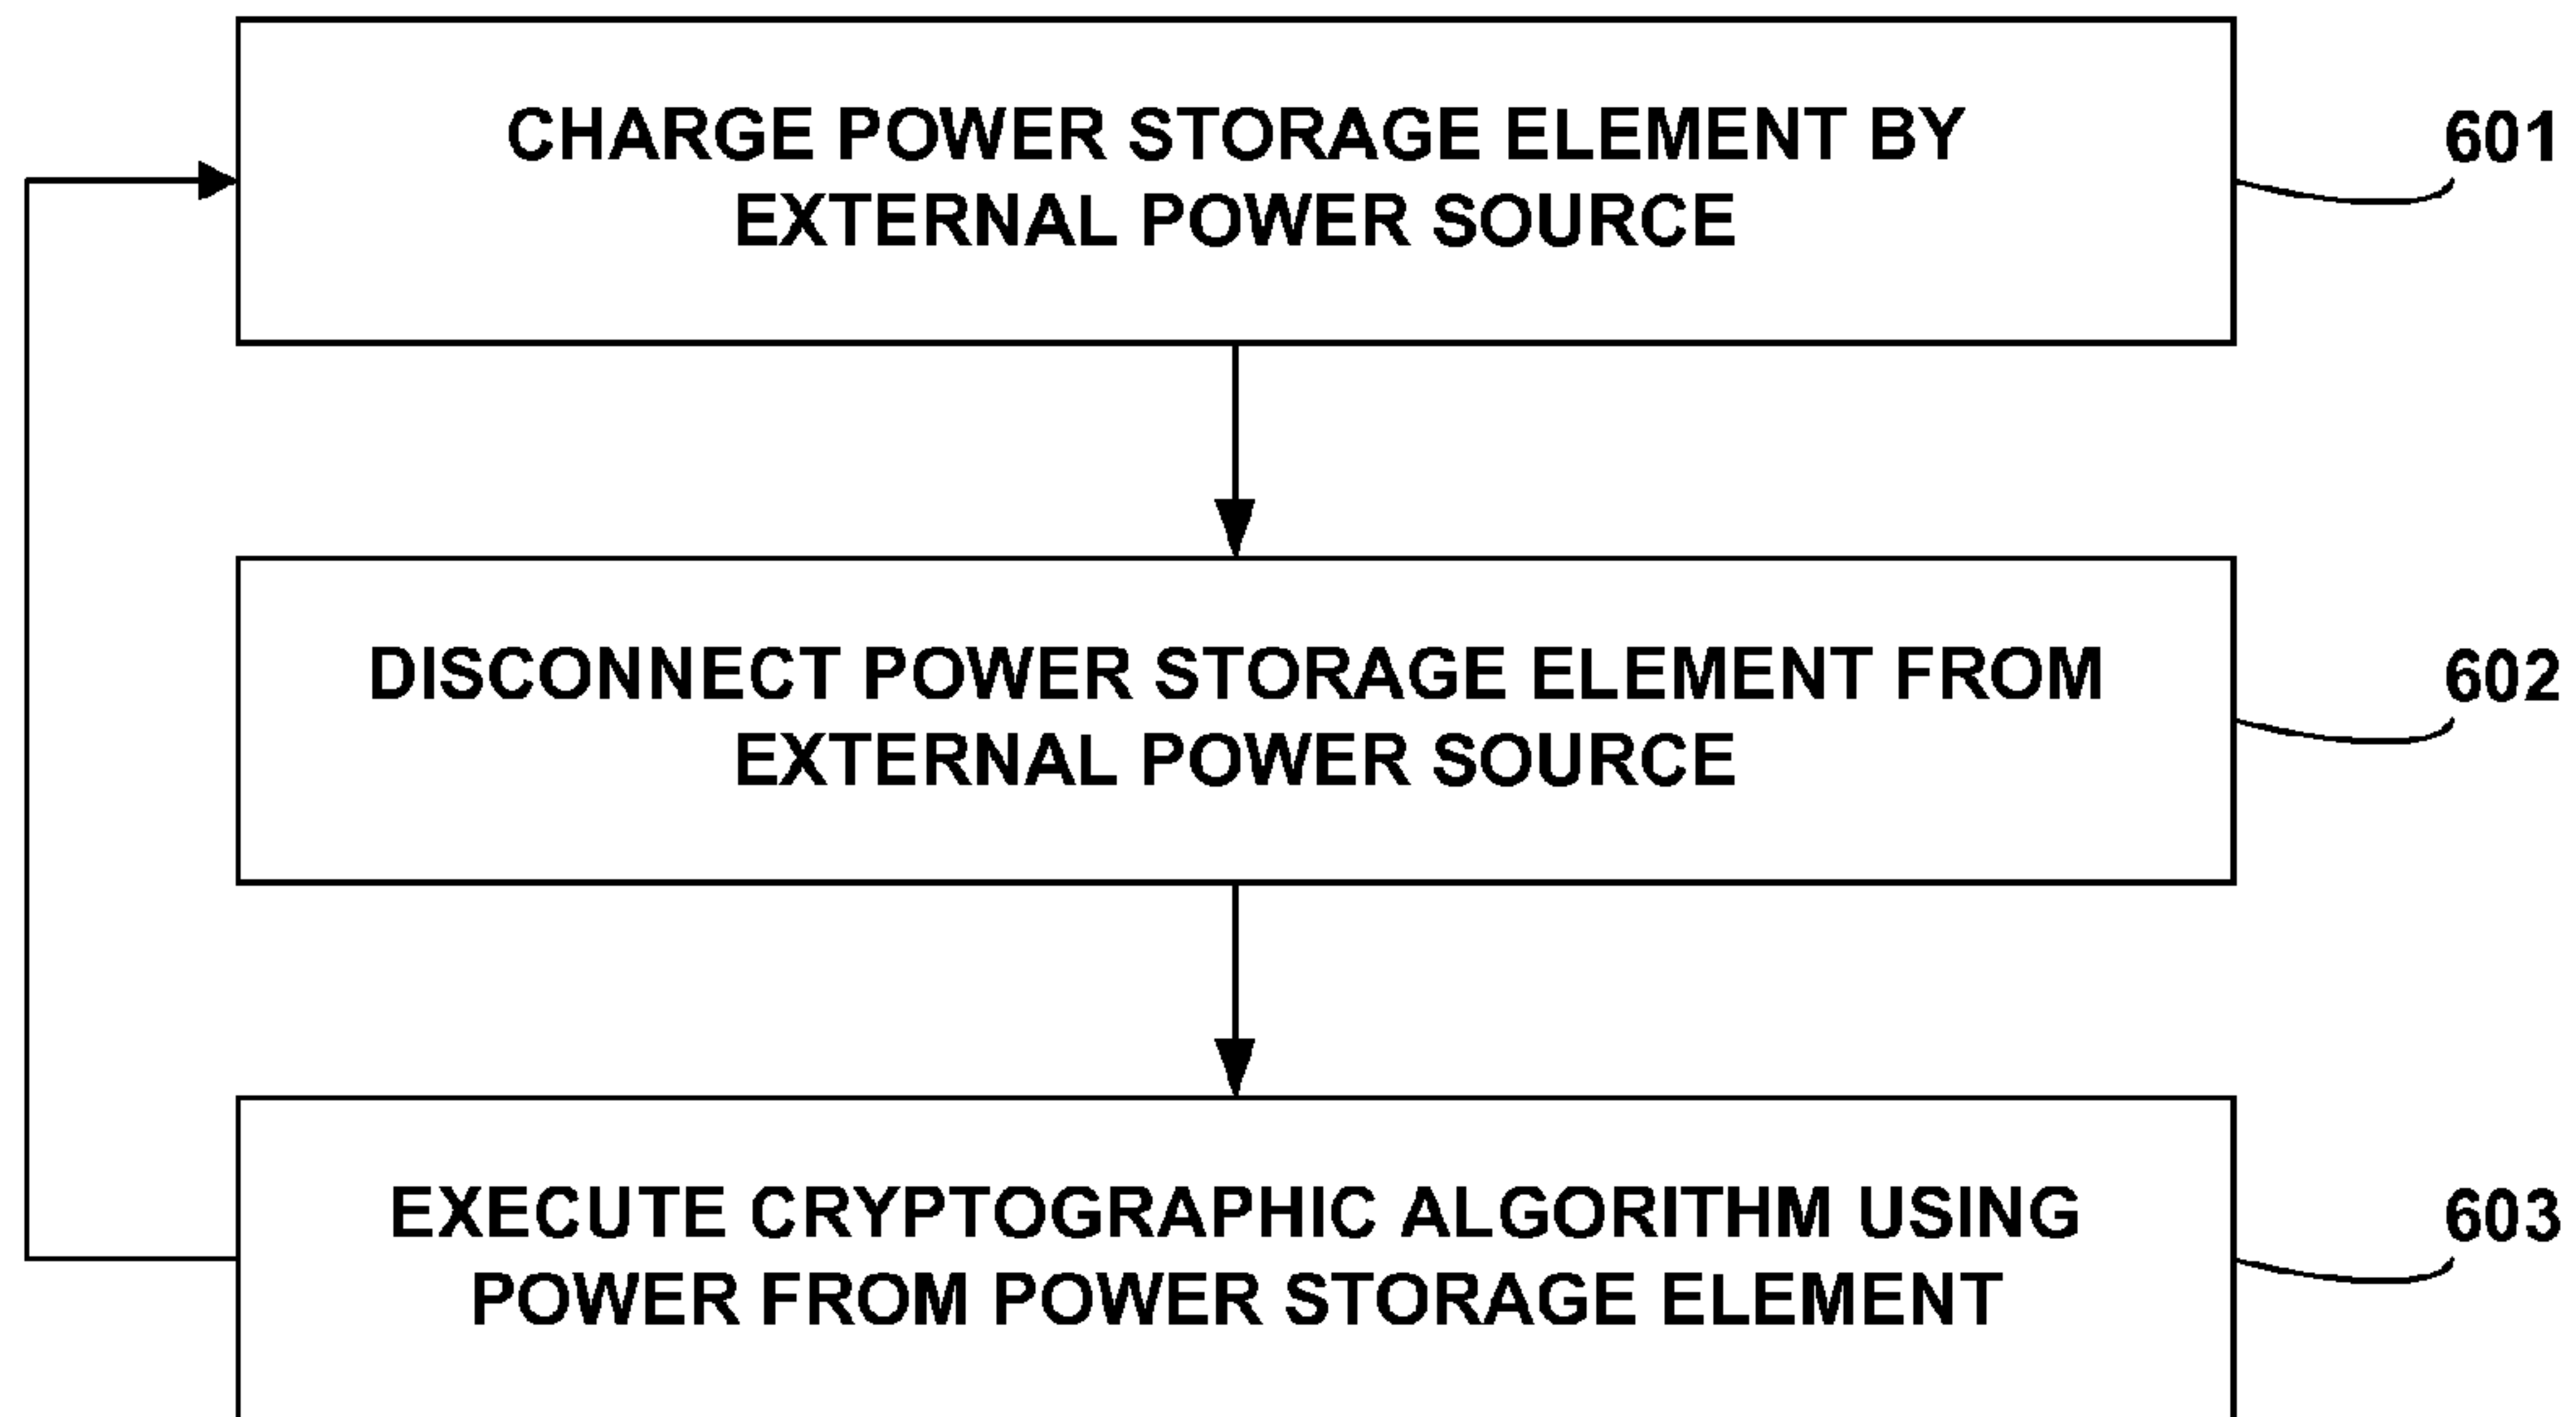 CHARGE POWER STORAGE ELEMENT BY
EXTERNAL POWER SOURCE
601
DISCONNECT POWER STORAGE ELEMENT FROM
EXTERNAL POWER SOURCE
602
EXECUTE CRYPTOGRAPHIC ALGORITHM USING
POWER FROM POWER STORAGE ELEMENT
603